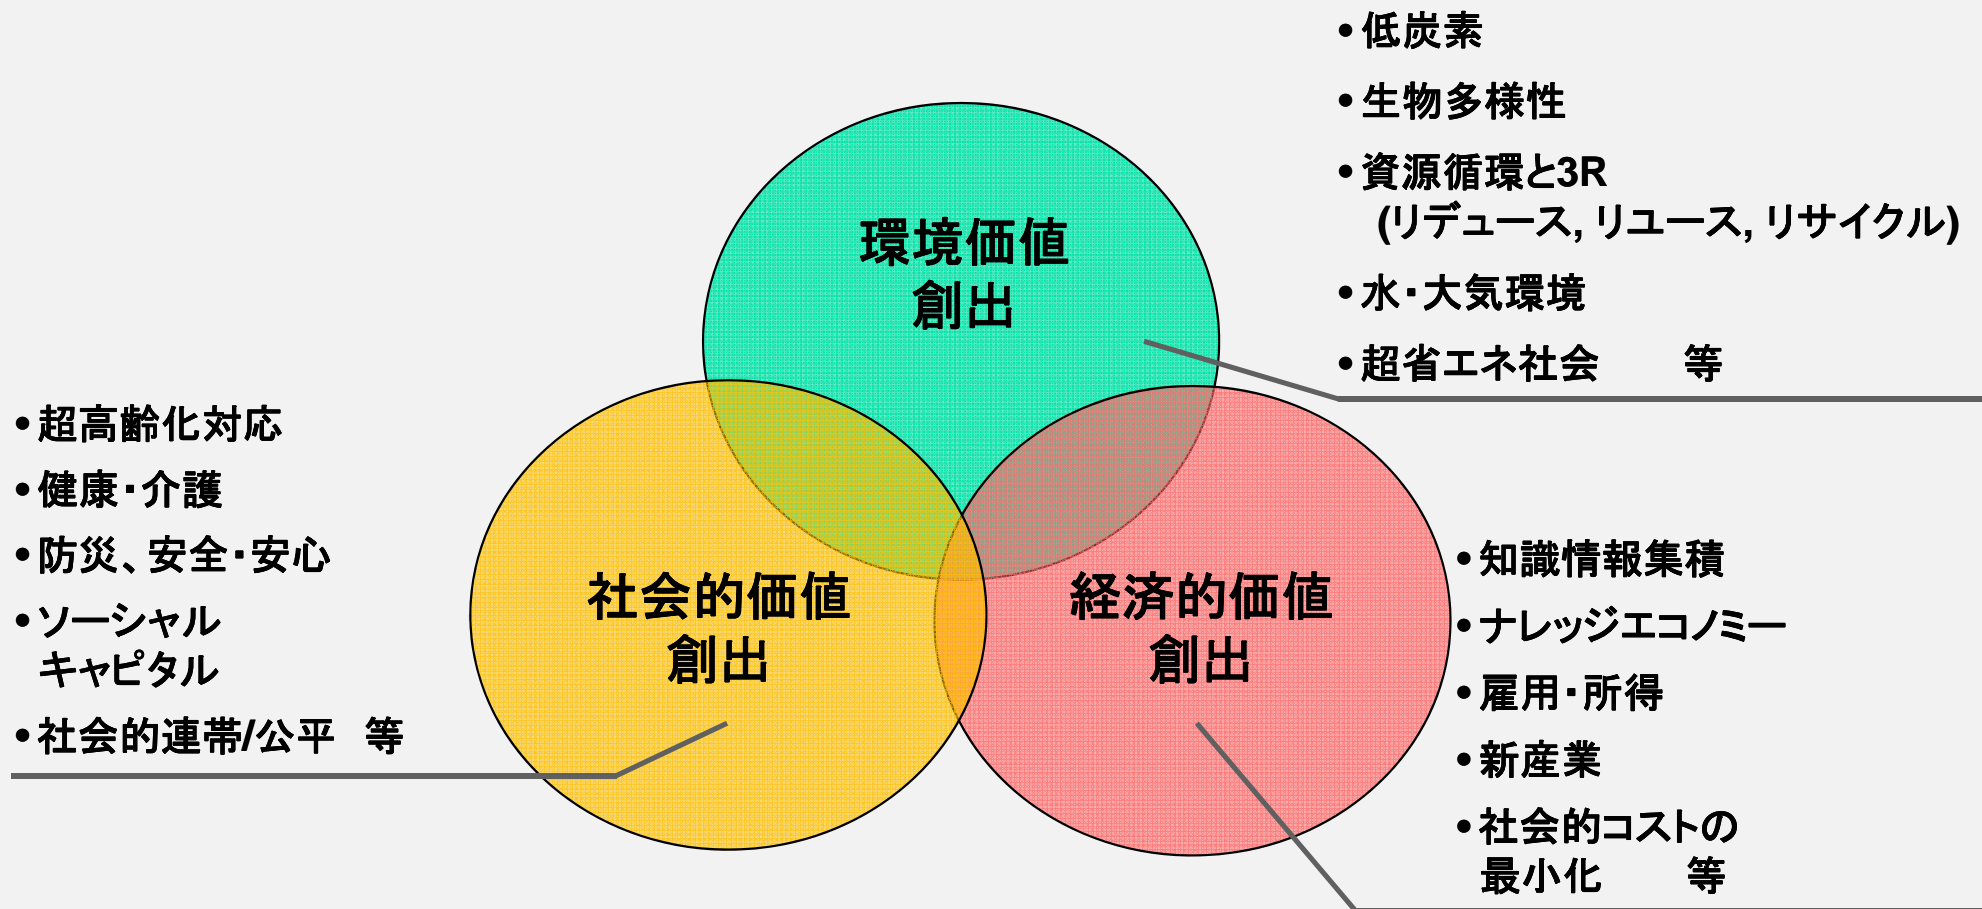 •低炭素
•生物多様性
•資源循環と3R
(リデュース, リユース, リサイクル)
•水・大気環境
•超省エネ社会　等
環境価値
創出
•超高齢化対応
•健康・介護
•防災、安全・安心
•ソーシャル
キャピタル
•社会的連帯/公平　等
社会的価値
創出
経済的価値
創出
•知識情報集積
•ナレッジエコノミー
•雇用・所得
•新産業
•社会的コストの
最小化　等